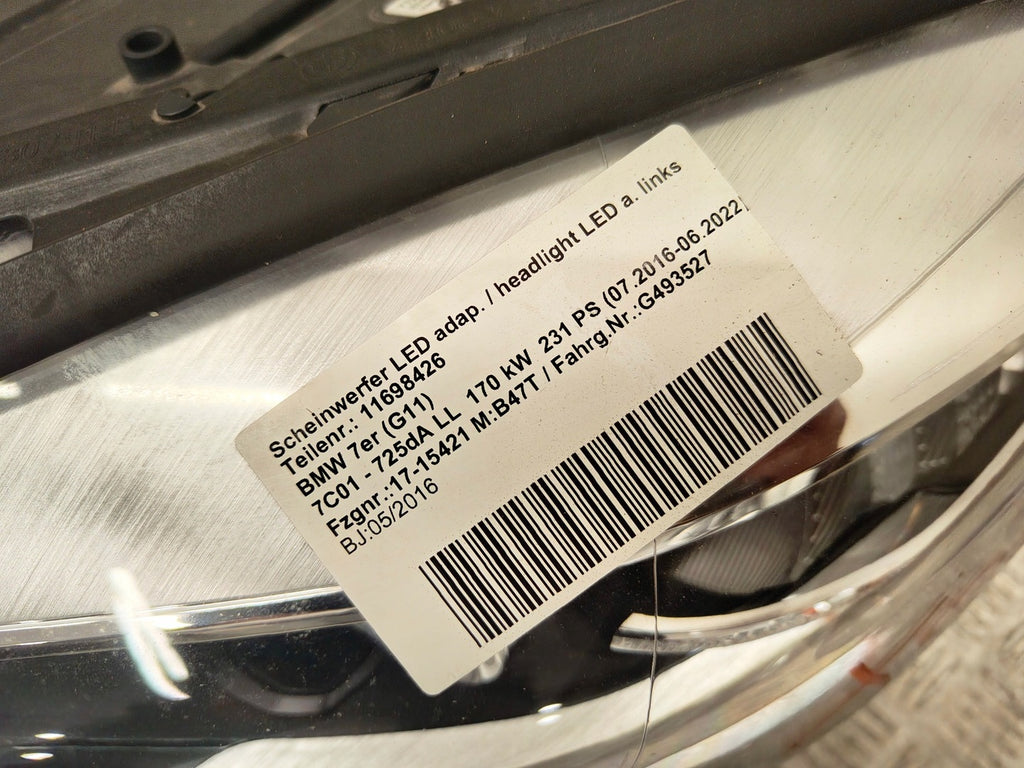 Scheinwerfer LED adap. / headlight LED a. links
Teilenr.: 11698426
BMW 7er (G11)
7C01 - 725dA LL  170 kW  231 PS (07.2016-06.2022
Fzgnr.:17-15421 M:B47T / Fahrg.Nr.:G493527
BJ:05/2016